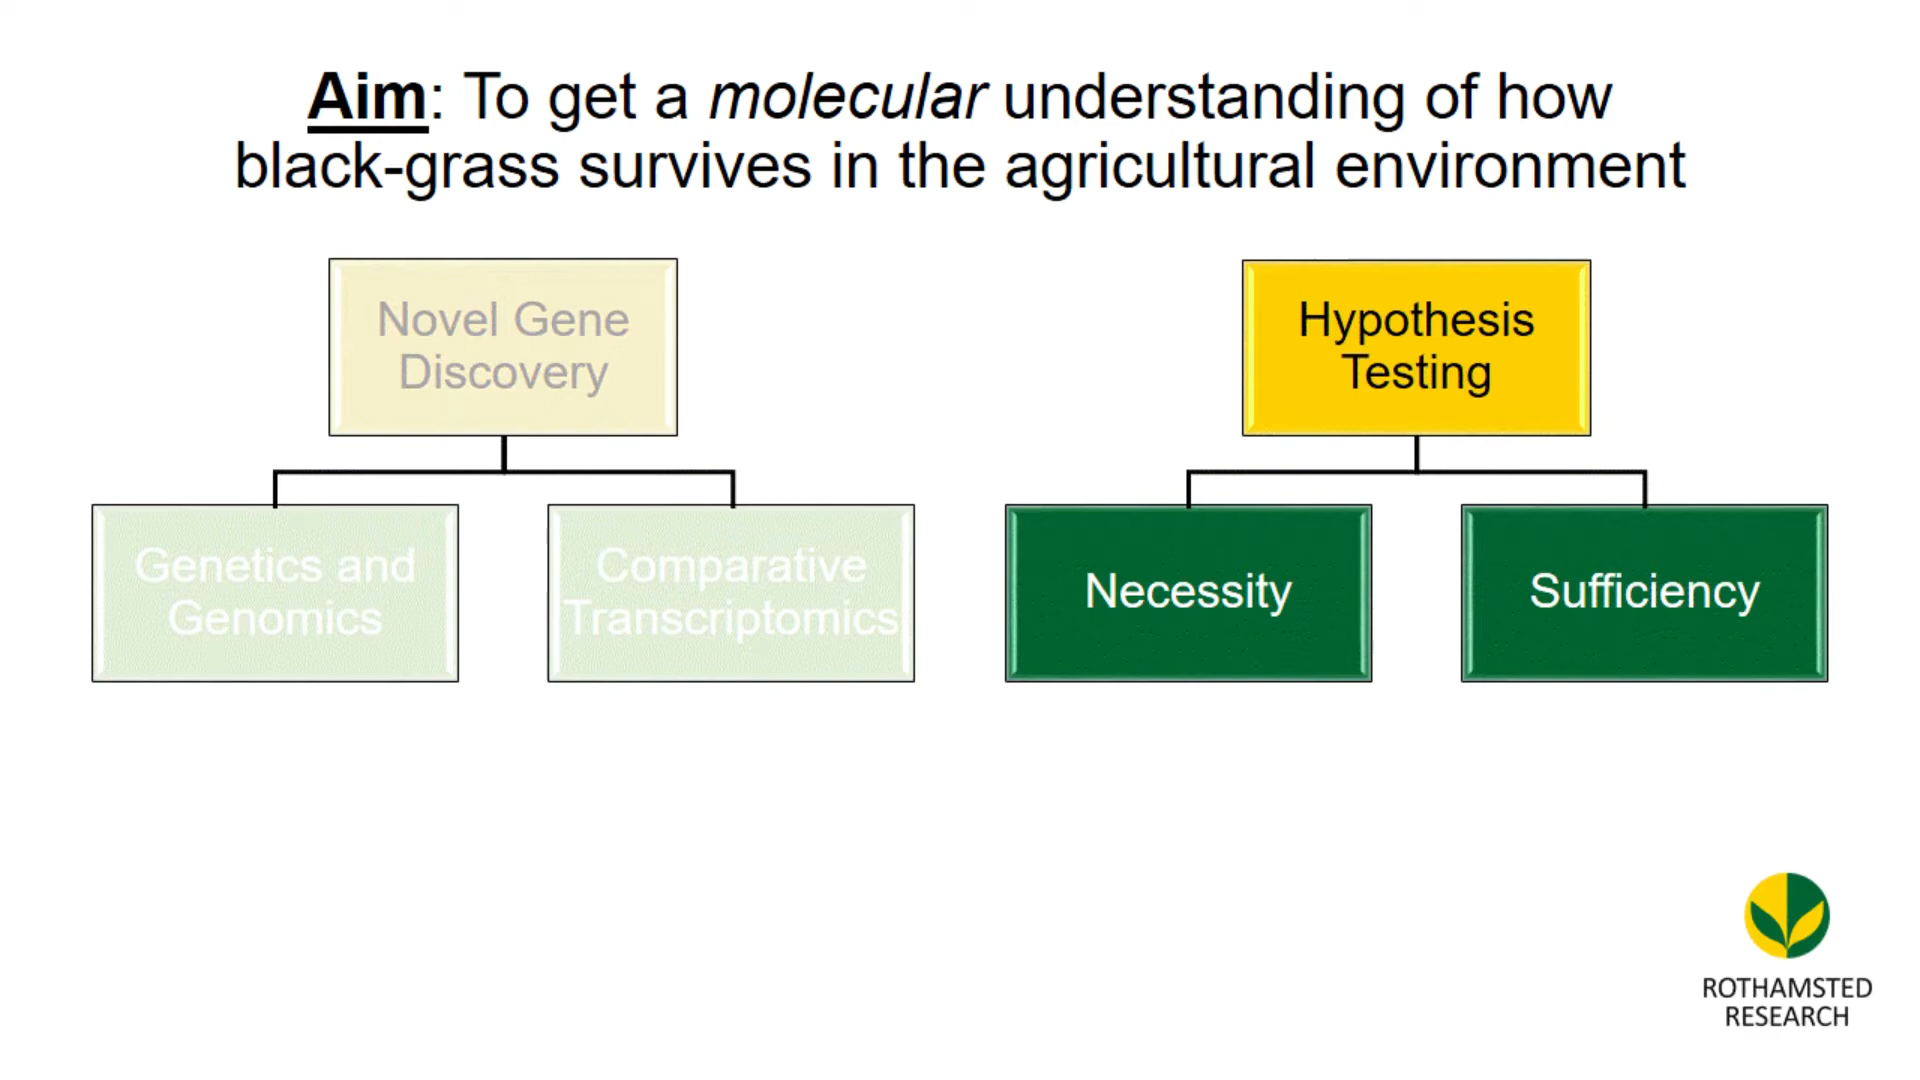 Aim: To get a molecular understanding of how
black-grass survives in the agricultural environment
Novel Gene
Discovery
Hypothesis
Testing
Genetics and
Genomics
Comparative
Transcriptomics
Necessity
Sufficiency
ROTHAMSTED
RESEARCH